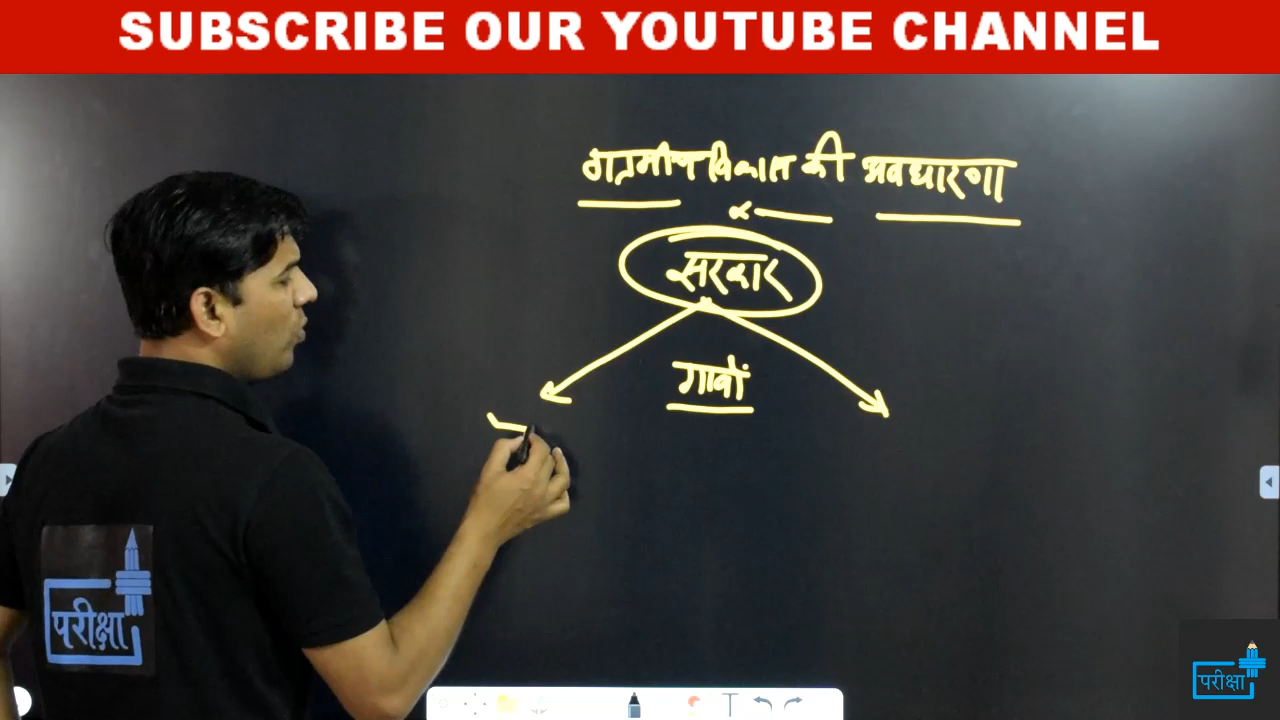 SUBSCRIBE OUR YOUTUBE CHANNEL
ग्रामीण विकास की अवधारणा
सरकार
गावों
परीक्षा
परीक्षा